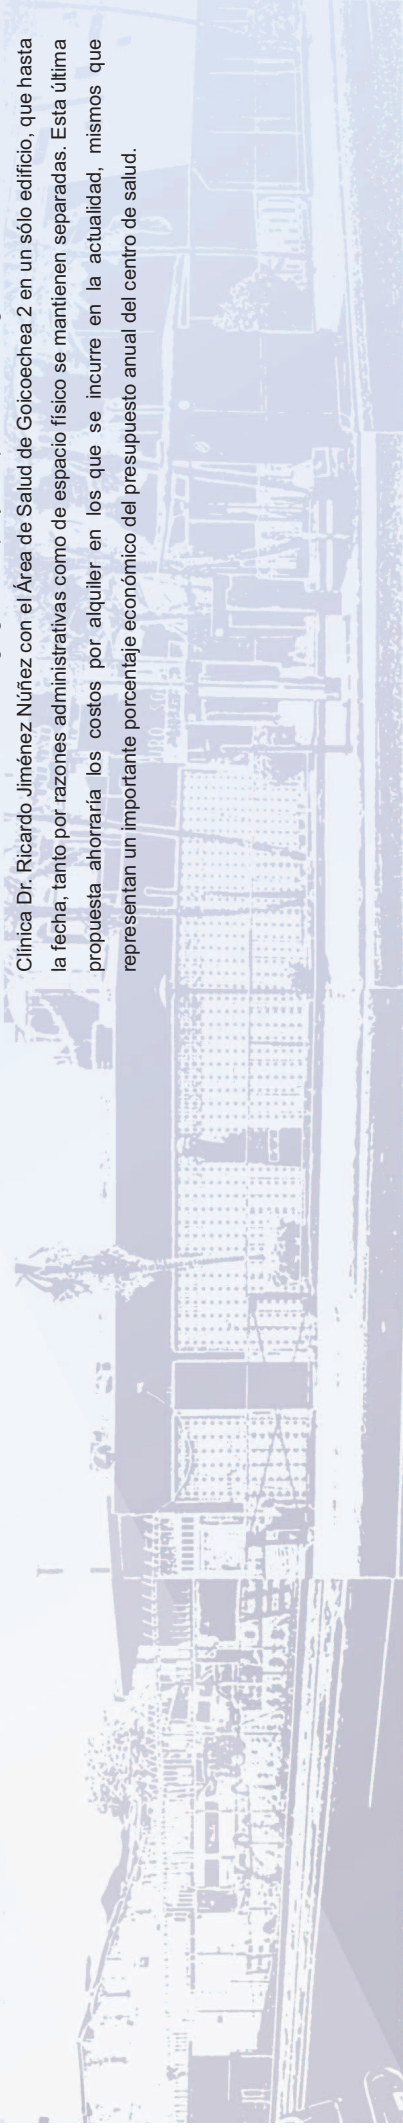 Clínica Dr. Ricardo Jiménez Núñez con el Área de Salud de Goicoechea 2 en un sólo edificio, que hasta
la fecha, tanto por razones administrativas como de espacio físico se mantienen separadas. Esta última
propuesta ahorraría los costos por alquiler en los que se incurre en la actualidad, mismos que
representan un importante porcentaje económico del presupuesto anual del centro de salud.